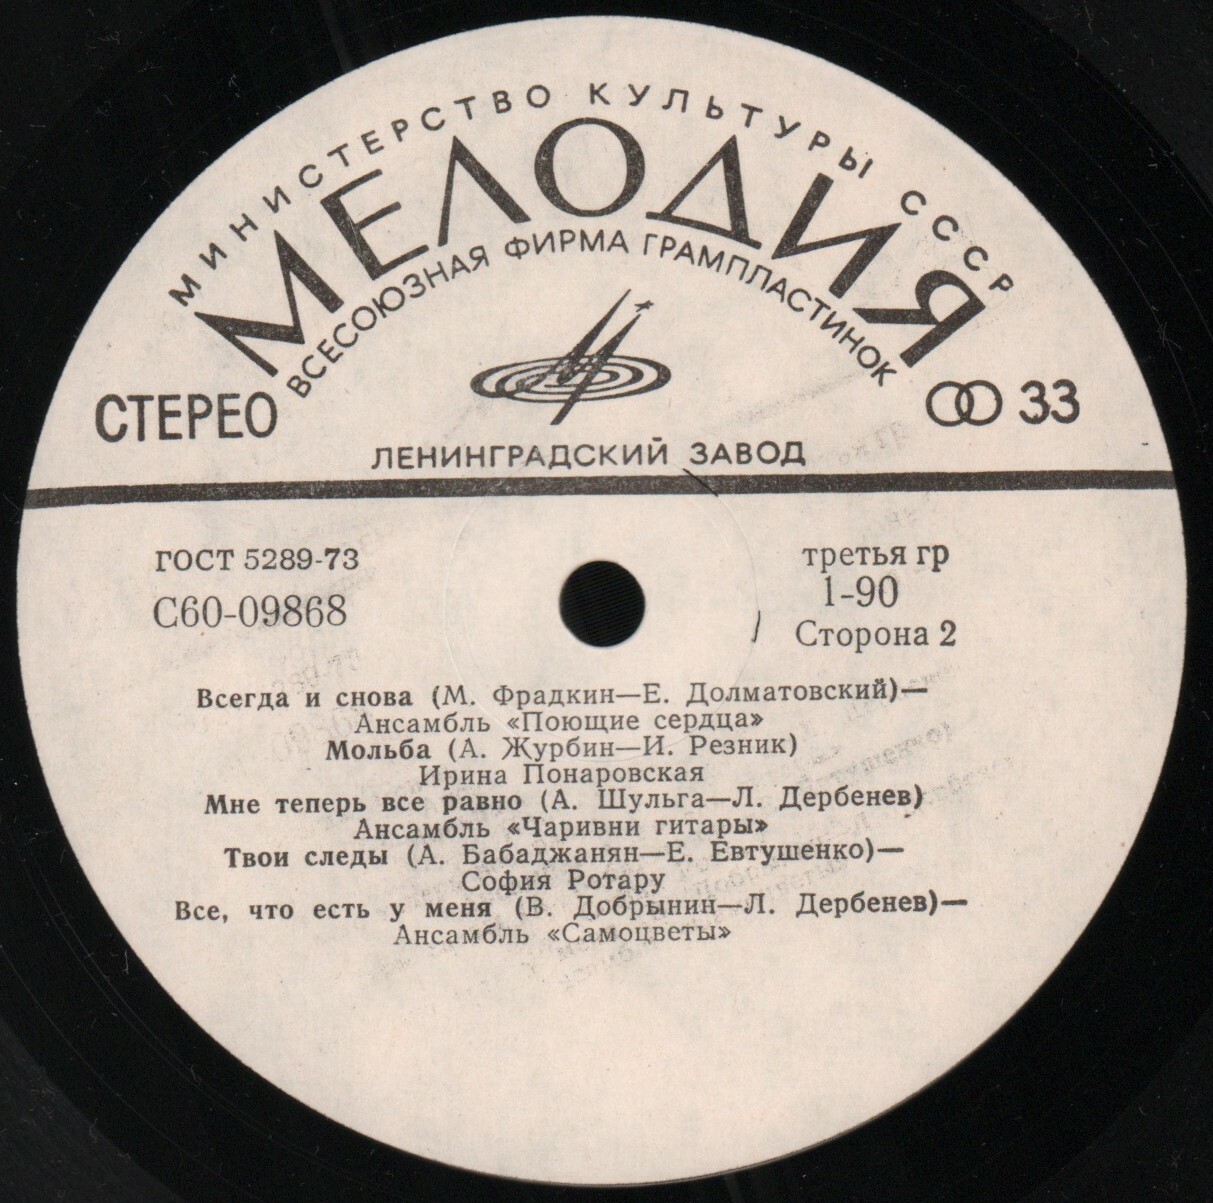 МИНИСТЕРСТВО КУЛЬТУРЫ СССР
МЕЛОДИЯ
ВСЕСОЮЗНАЯ ФИРМА ГРАМПЛАСТИНОК
СТЕРЕО
33
ЛЕНИНГРАДСКИЙ ЗАВОД
ГОСТ 5289-73
третья гр
С60-09868
1-90
Сторона 2
Всегда и снова (М. Фрадкин—Е. Долматовский)—
Ансамбль «Поющие сердца»
Мольба (А. Журбин—И. Резник)
Ирина Понаровская
Мне теперь все равно (А. Шульга—Л. Дербенев)
Ансамбль «Чаривни гитары»
Твои следы (А. Бабаджанян—Е. Евтушенко)—
София Ротару
Все, что есть у меня (В. Добрынин—Л. Дербенев)—
Ансамбль «Самоцветы»